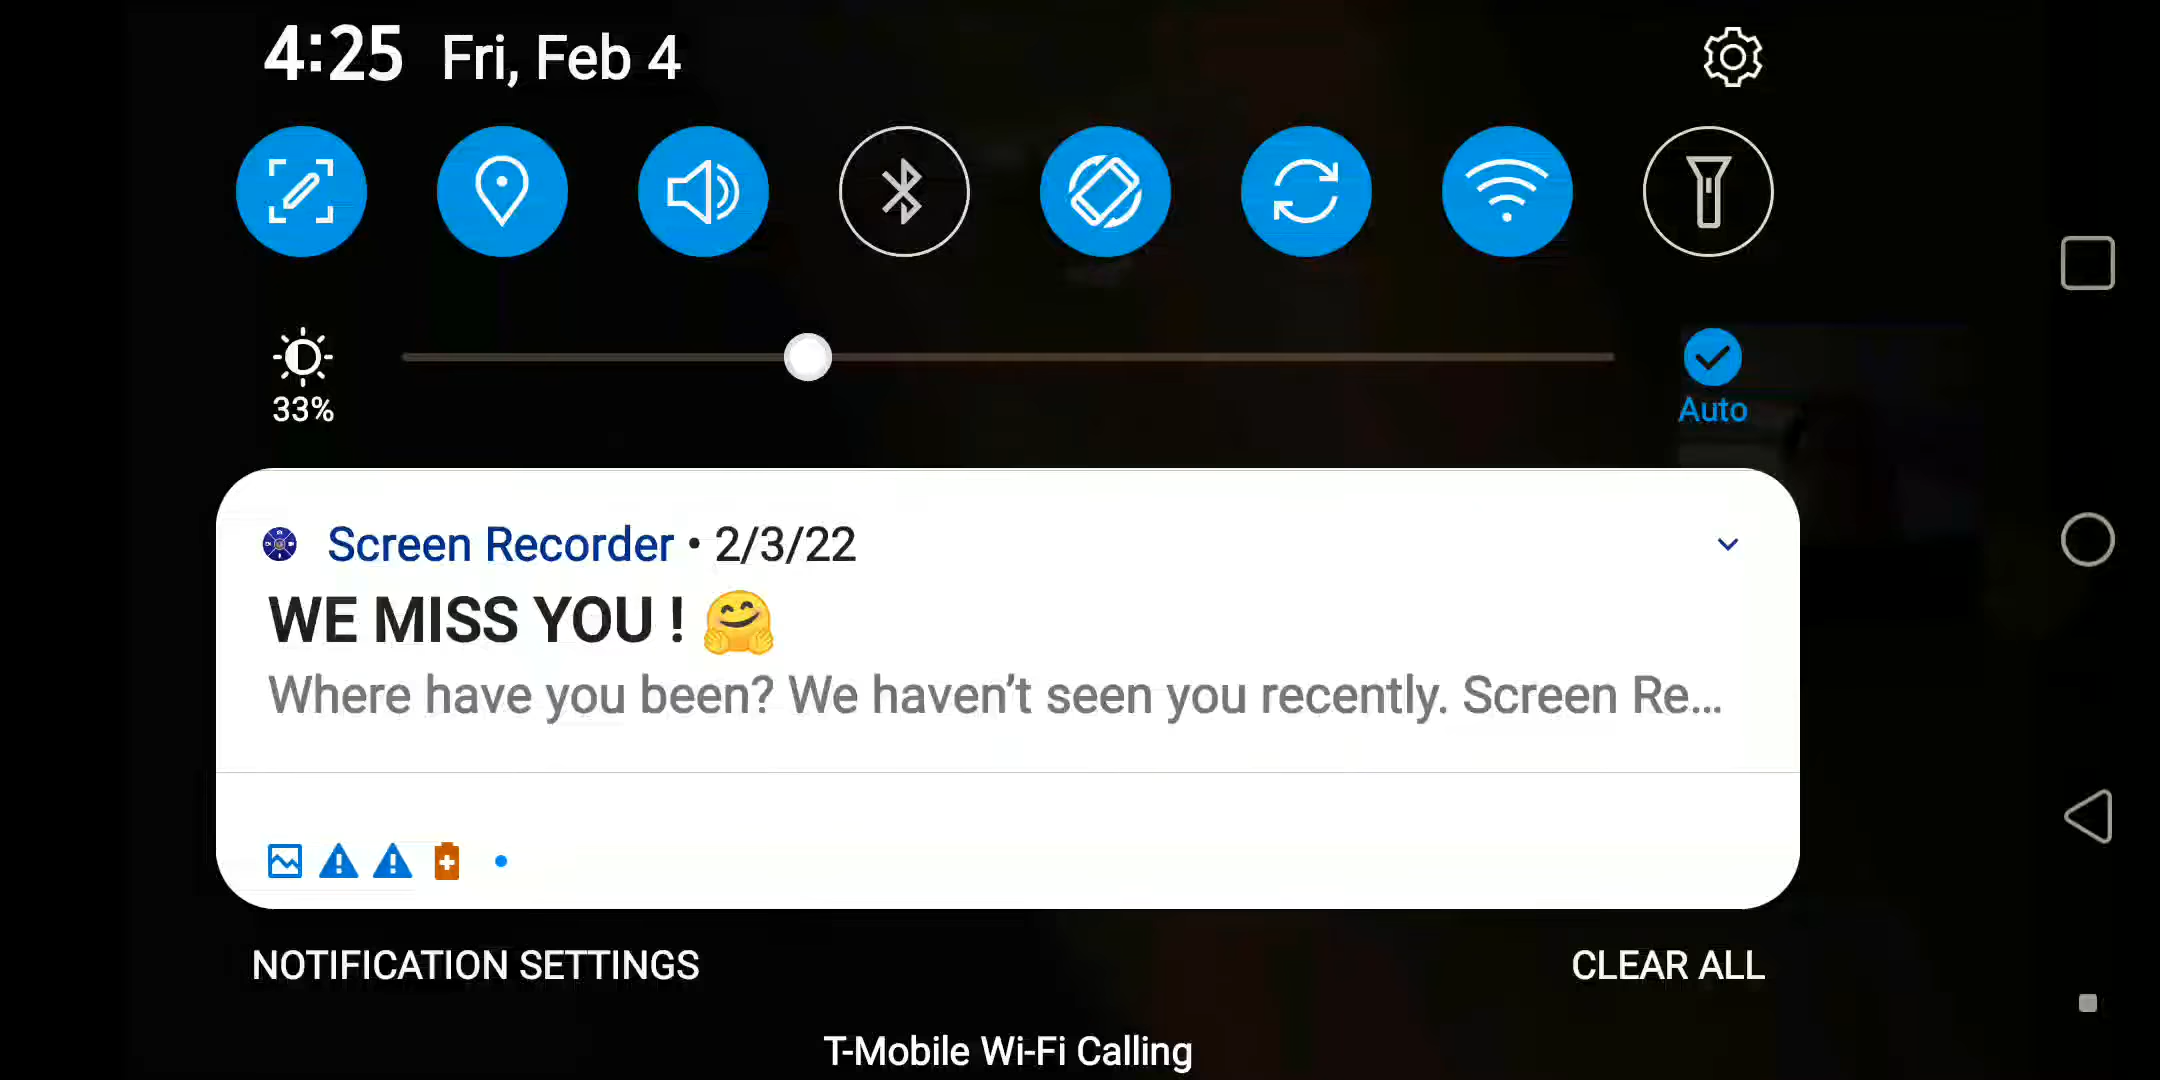 4:25 Fri, Feb 4
33%
Auto
Screen Recorder • 2/3/22
WE MISS YOU ! 🤗
Where have you been? We haven't seen you recently. Screen Re...
NOTIFICATION SETTINGS
CLEAR ALL
T-Mobile Wi-Fi Calling